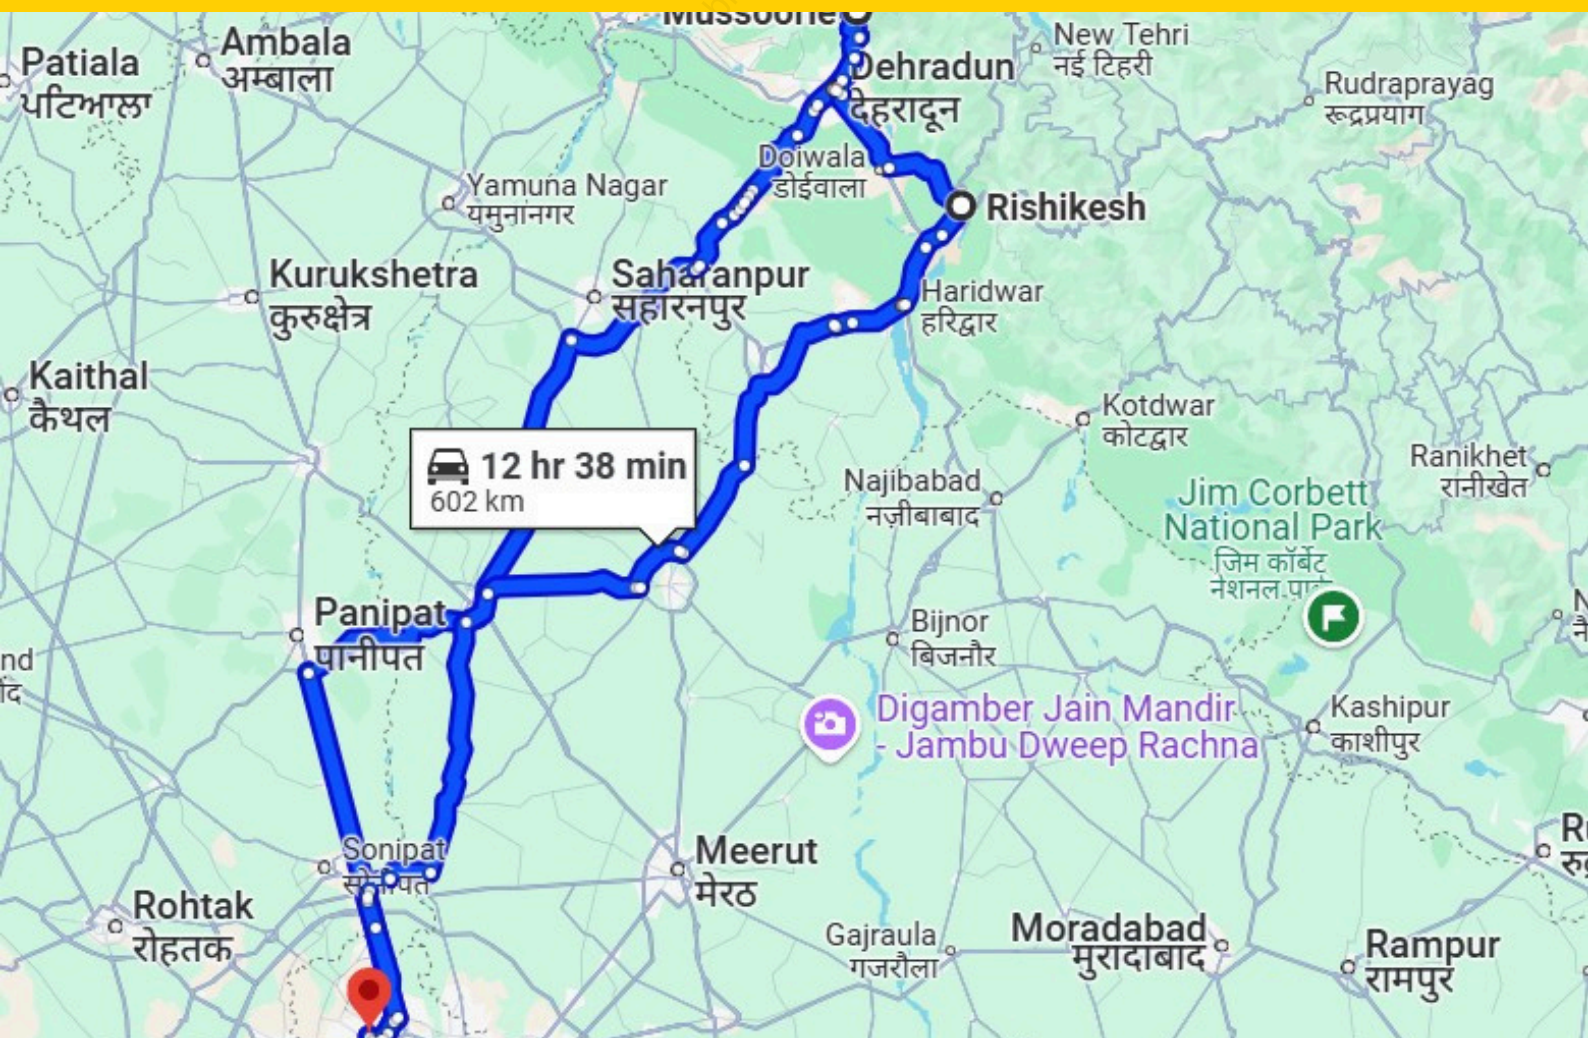 Mussoorie
Patiala
ਪਟਿਆਲਾ
Ambala
अम्बाला
Dehradun
देहरादून
New Tehri
नई टिहरी
Rudraprayag
रूद्रप्रयाग
Doiwala
डोईवाला
Yamuna Nagar
यमुनानगर
Rishikesh
Kurukshetra
कुरुक्षेत्र
Saharanpur
सहारनपुर
Haridwar
हरिद्वार
Kaithal
कैथल
Kotdwar
कोटद्वार
12 hr 38 min
602 km
Najibabad
नज़ीबाबाद
Ranikhet
रानीखेत
Jim Corbett
National Park
जिम कॉर्बेट
नेशनल पार्क
Panipat
पानीपत
Bijnor
बिजनौर
nd
Digamber Jain Mandir
- Jambu Dweep Rachna
Kashipur
काशीपुर
Sonipat
सोनीपत
Meerut
मेरठ
Rohtak
रोहतक
Gajraula
गजरौला
Moradabad
मुरादाबाद
Rampur
रामपुर